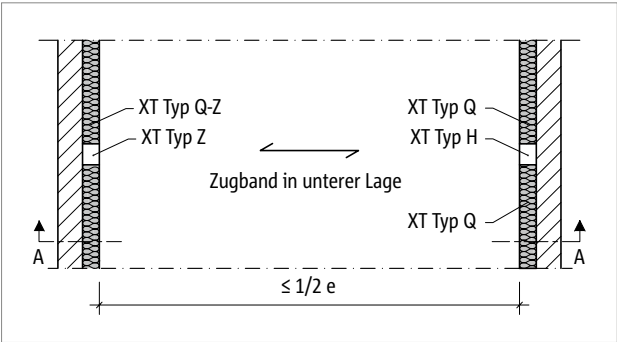 XT Typ Q-Z
XT Typ Q
XT Typ Z
XT Typ H
Zugband in unterer Lage
XT Typ Q
A
A
≤ 1/2 e